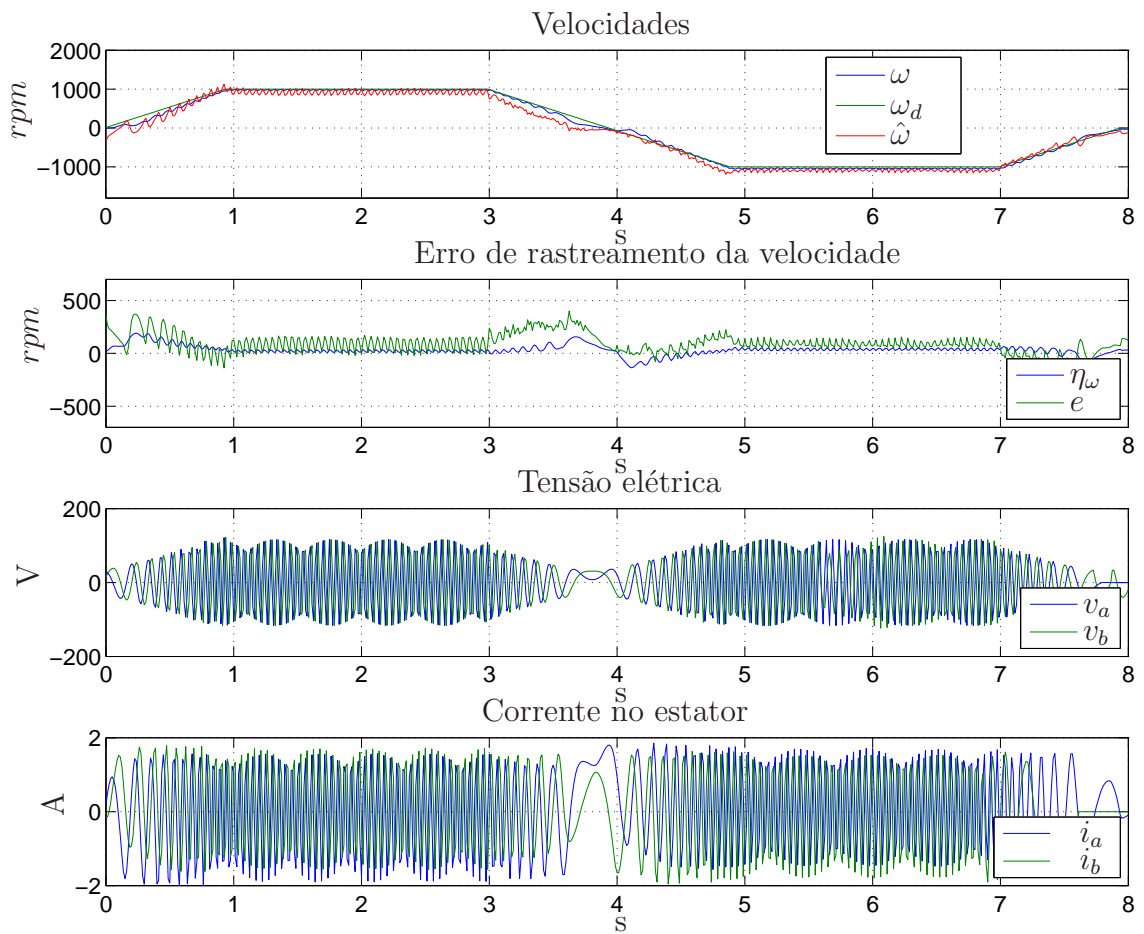 Velocidades
rpm
2000
1000
0
−1000
ω
ω_d
ω̂
0 1 2 3 4 5 6 7 8
s
Erro de rastreamento da velocidade
rpm
500
0
−500
η_ω
e
0 1 2 3 4 5 6 7 8
s
Tensão elétrica
V
200
0
−200
v_a
v_b
0 1 2 3 4 5 6 7 8
s
Corrente no estator
A
2
0
−2
i_a
i_b
0 1 2 3 4 5 6 7 8
s